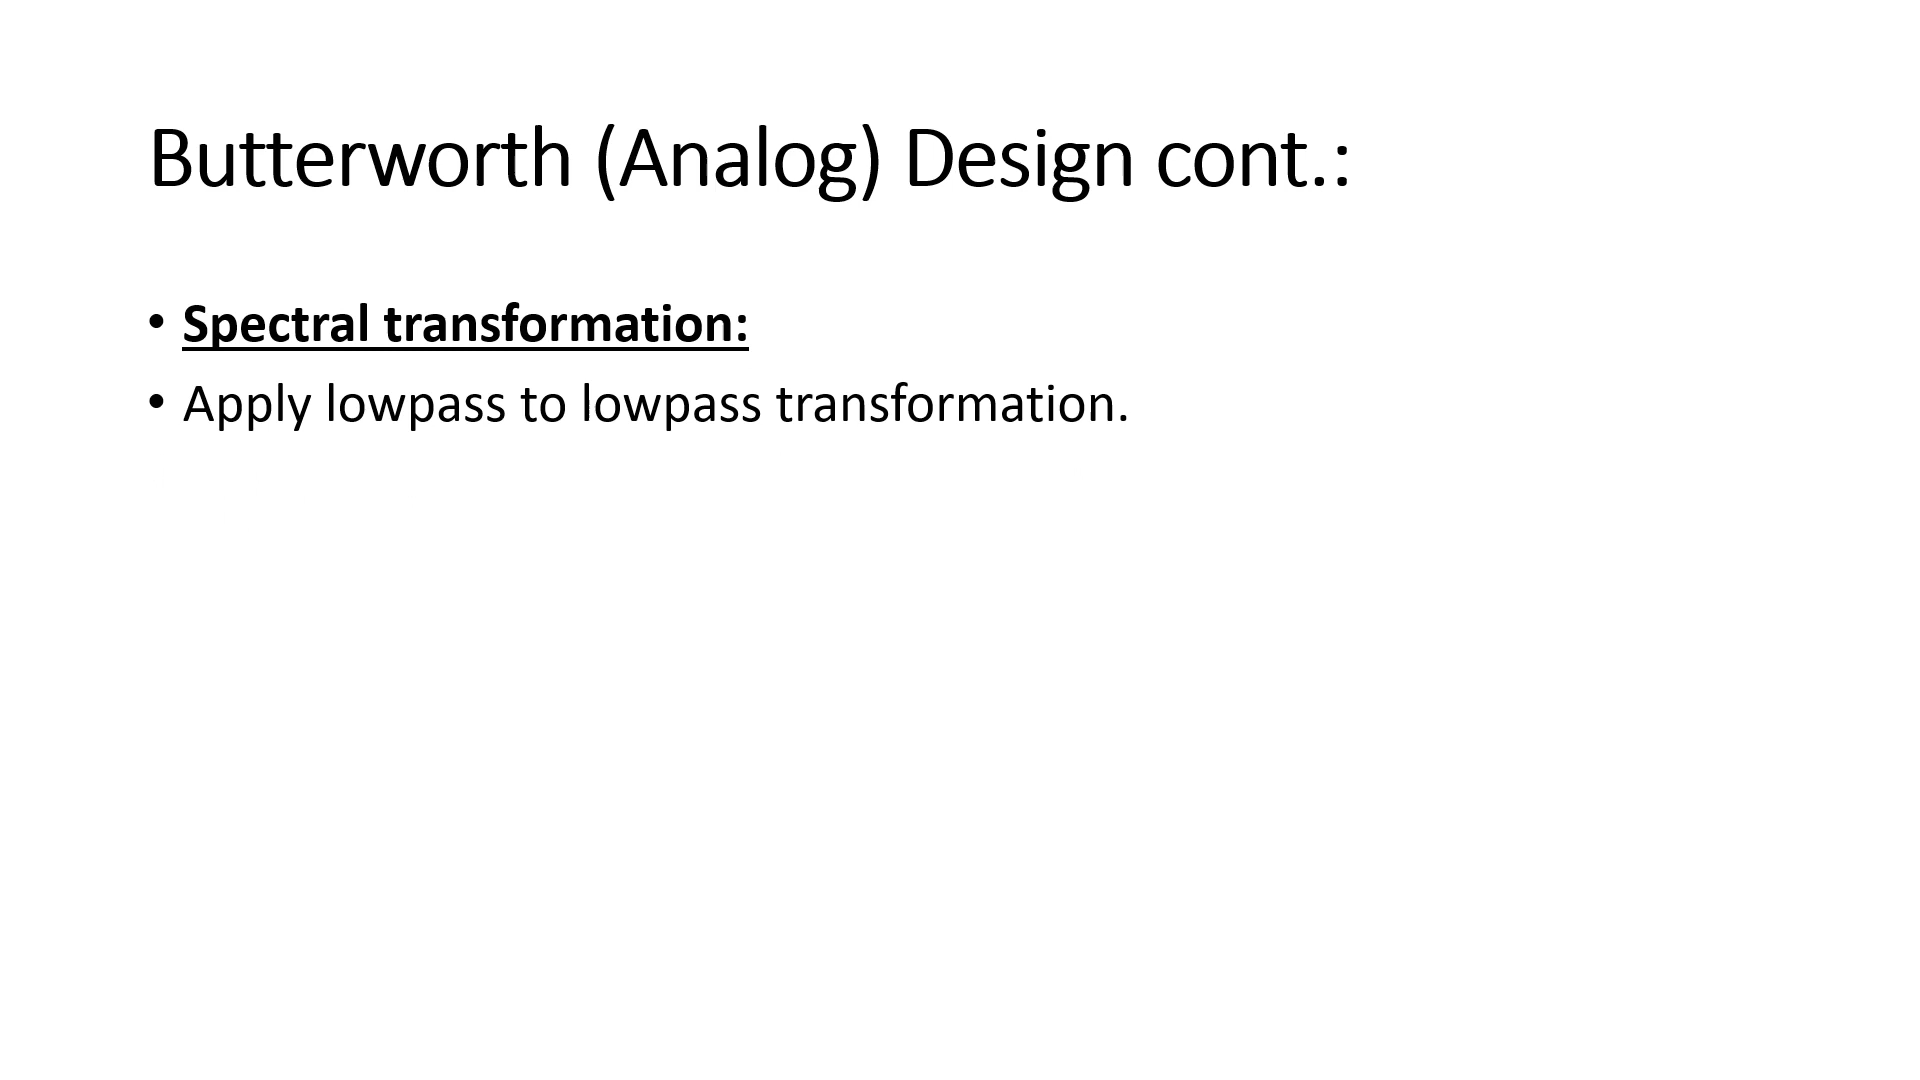 Butterworth (Analog) Design cont.:
• Spectral transformation:
• Apply lowpass to lowpass transformation.